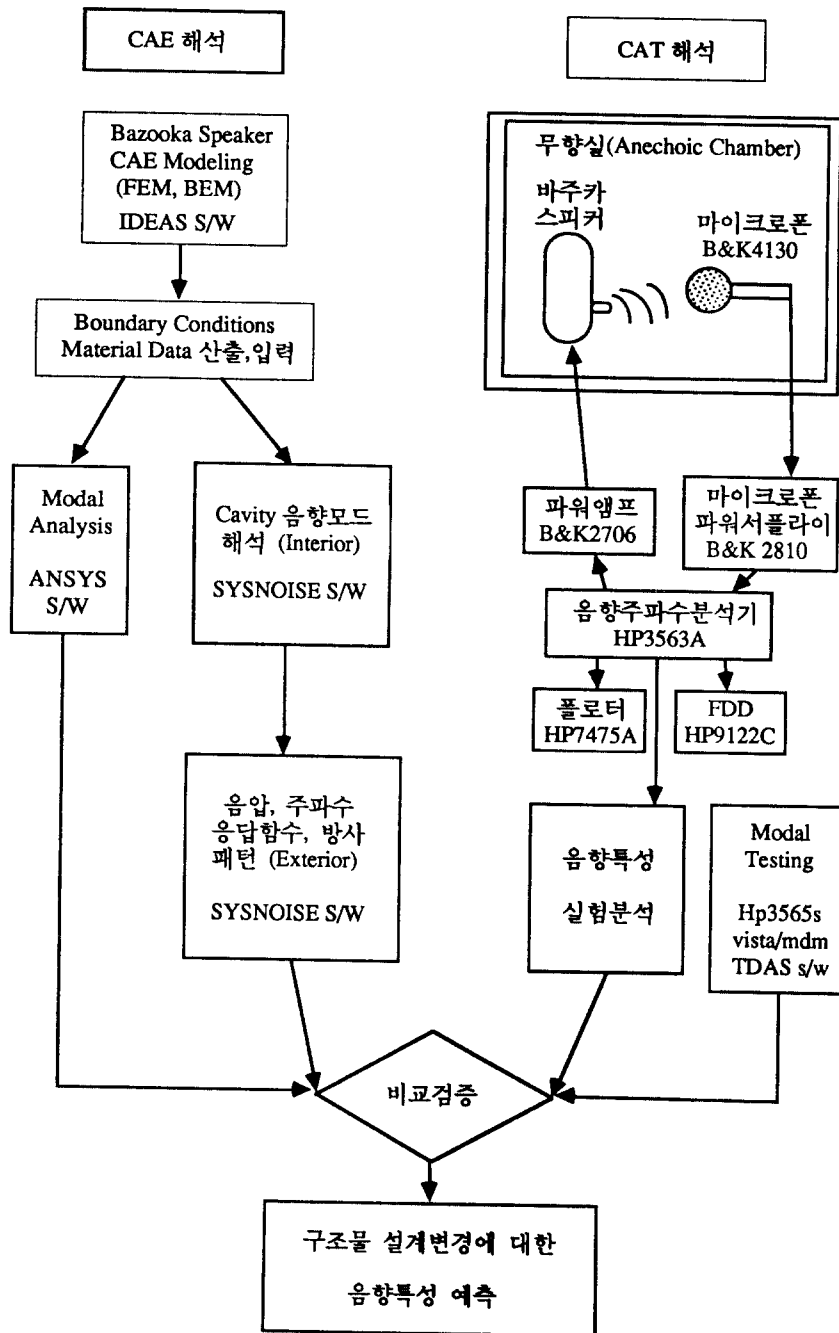 CAE 해석
Bazooka Speaker
CAE Modeling
(FEM, BEM)
IDEAS S/W
Boundary Conditions
Material Data 산출,입력
Modal
Analysis
ANSYS
S/W
Cavity 음향모드
해석 (Interior)
SYSNOISE S/W
음압, 주파수
응답함수, 방사
패턴 (Exterior)
SYSNOISE S/W
CAT 해석
무향실(Anechoic Chamber)
바주카
스피커
마이크로폰
B&K4130
파워앰프
B&K2706
마이크로폰
파워서플라이
B&K 2810
음향주파수분석기
HP3563A
플로터
HP7475A
FDD
HP9122C
음향특성
실험분석
Modal
Testing
Hp3565s
vista/mdm
TDAS s/w
비교검증
구조물 설계변경에 대한
음향특성 예측